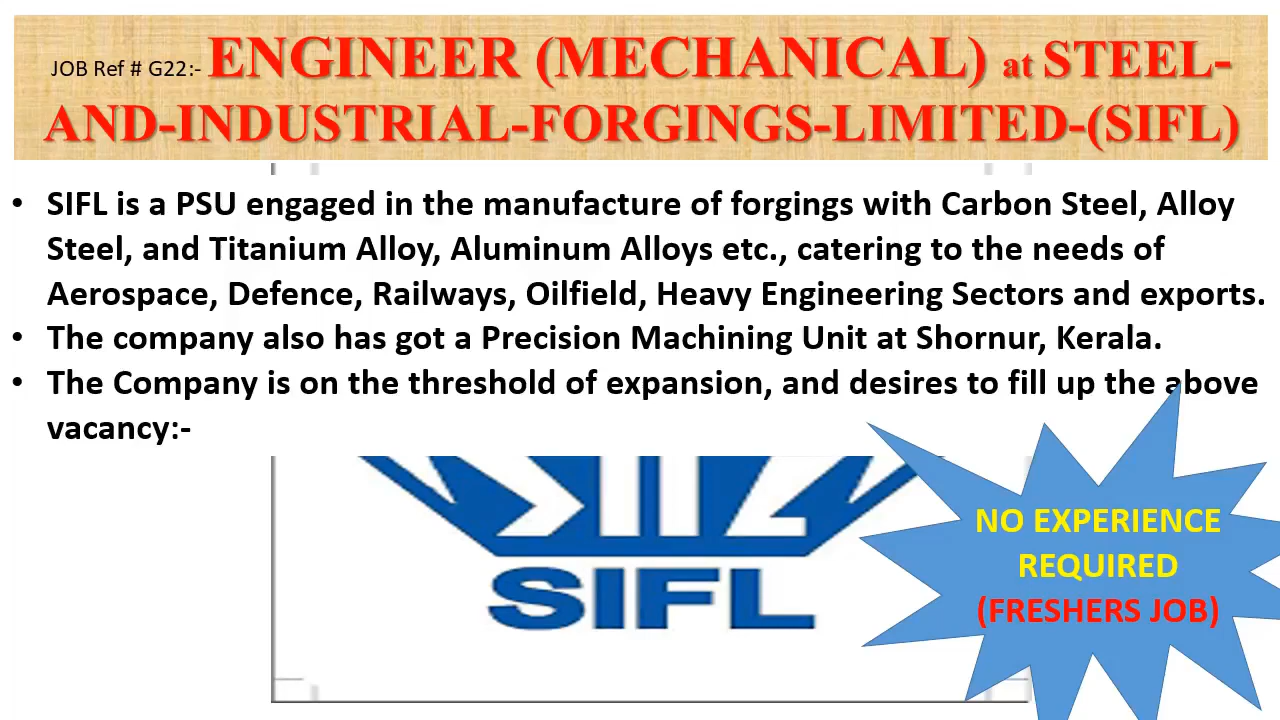 JOB Ref # G22:- ENGINEER (MECHANICAL) at STEEL-
AND-INDUSTRIAL-FORGINGS-LIMITED-(SIFL)
• SIFL is a PSU engaged in the manufacture of forgings with Carbon Steel, Alloy
Steel, and Titanium Alloy, Aluminum Alloys etc., catering to the needs of
Aerospace, Defence, Railways, Oilfield, Heavy Engineering Sectors and exports.
• The company also has got a Precision Machining Unit at Shornur, Kerala.
• The Company is on the threshold of expansion, and desires to fill up the above
vacancy:-
NO EXPERIENCE
REQUIRED
(FRESHERS JOB)
SIFL